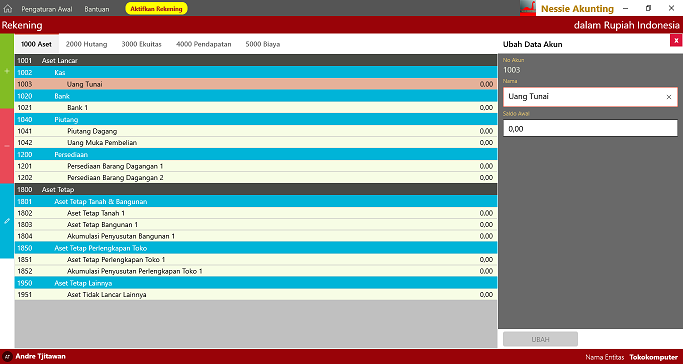 Pengaturan Awal Bantuan Aktifkan Rekening Nessie Akunting
Rekening dalam Rupiah Indonesia
1000 Aset 2000 Hutang 3000 Ekuitas 4000 Pendapatan 5000 Biaya
1001 Aset Lancar
1002 Kas
1003 Uang Tunai 0,00
1020 Bank
1021 Bank 1 0,00
1040 Piutang
1041 Piutang Dagang 0,00
1042 Uang Muka Pembelian 0,00
1200 Persediaan
1201 Persediaan Barang Dagangan 1 0,00
1202 Persediaan Barang Dagangan 2 0,00
1800 Aset Tetap
1801 Aset Tetap Tanah & Bangunan
1802 Aset Tetap Tanah 1 0,00
1803 Aset Tetap Bangunan 1 0,00
1804 Akumulasi Penyusutan Bangunan 1 0,00
1850 Aset Tetap Perlengkapan Toko
1851 Aset Tetap Perlengkapan Toko 1 0,00
1852 Akumulasi Penyusutan Perlengkapan Toko 1 0,00
1950 Aset Tetap Lainnya
1951 Aset Tidak Lancar Lainnya 0,00
Ubah Data Akun x
No Akun
1003
Nama
Uang Tunai
Saldo Awal
0,00
UBAH
AT Andre Tjitawan Nama Entitas Tokokomputer